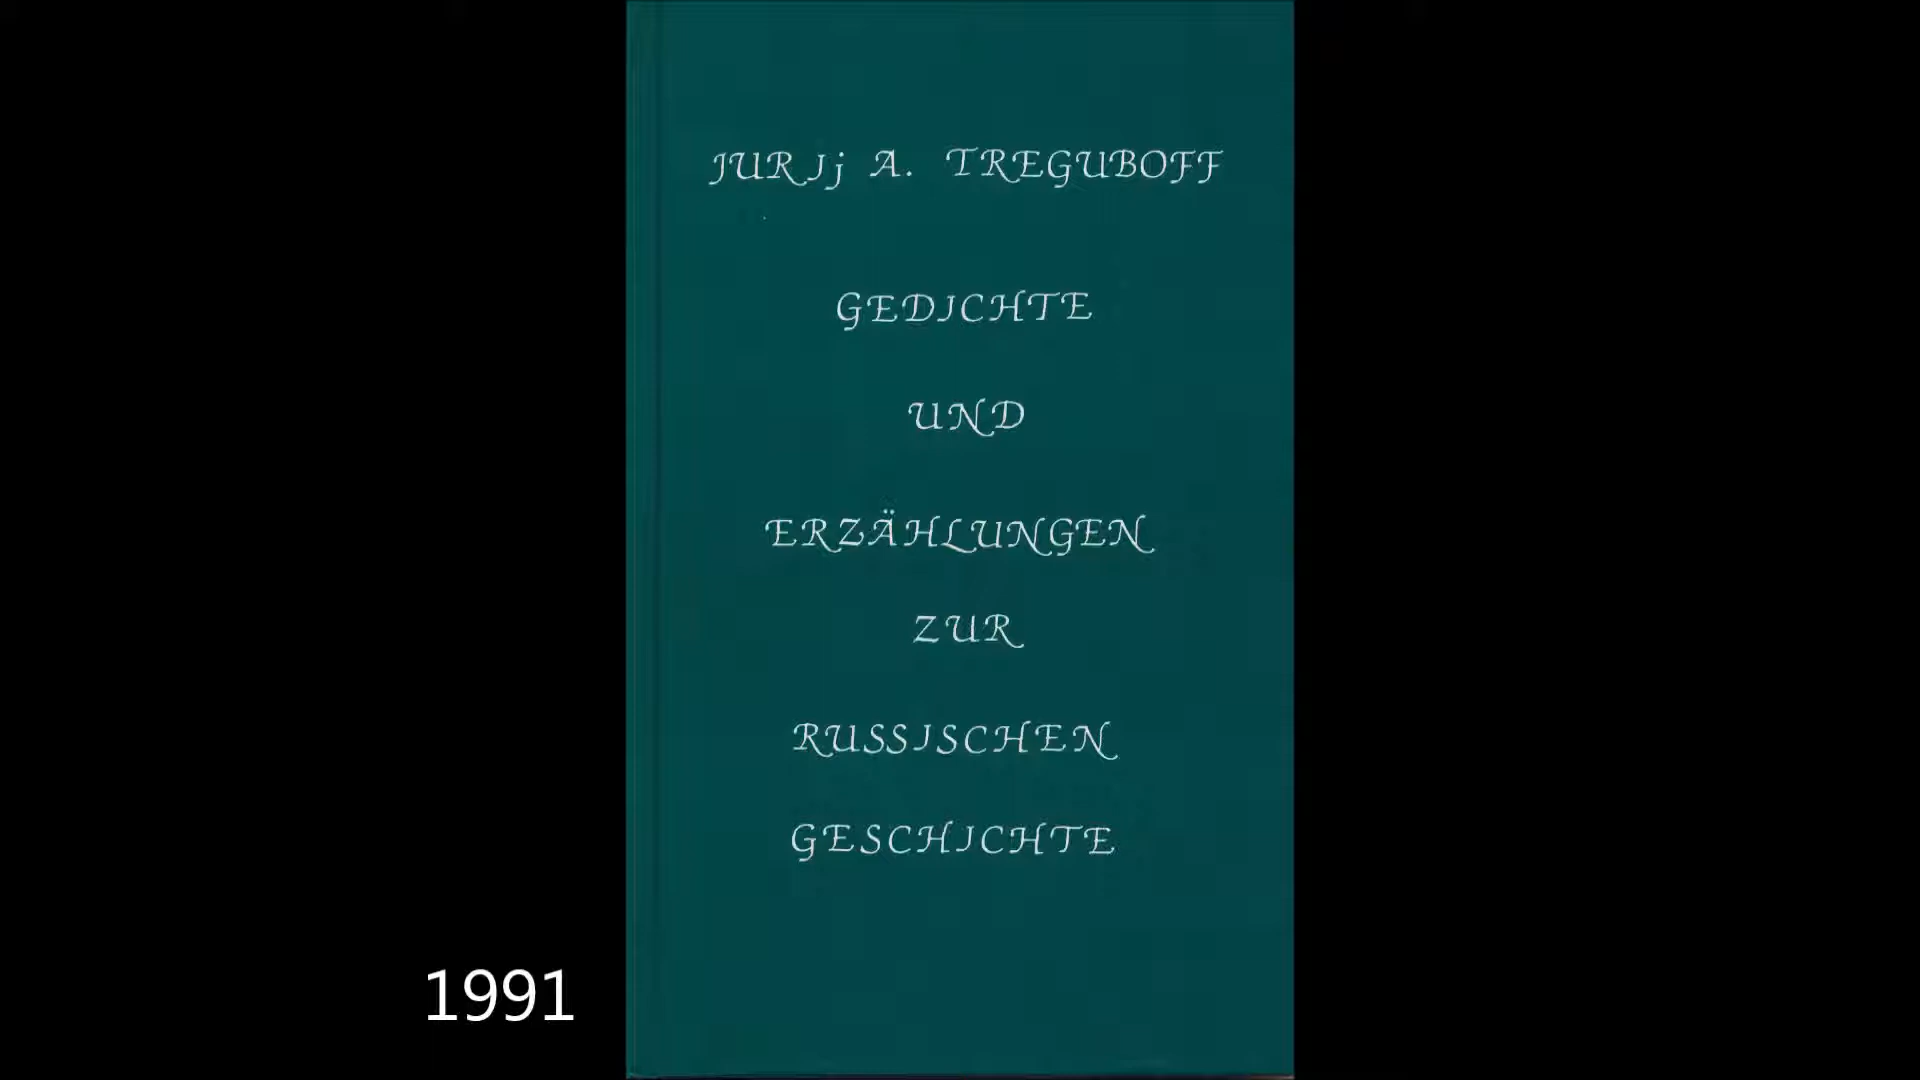 JURJj A. TREGUBOFF
GEDICHTE
UND
ERZÄHLUNGEN
ZUR
RUSSISCHEN
GESCHICHTE
1991